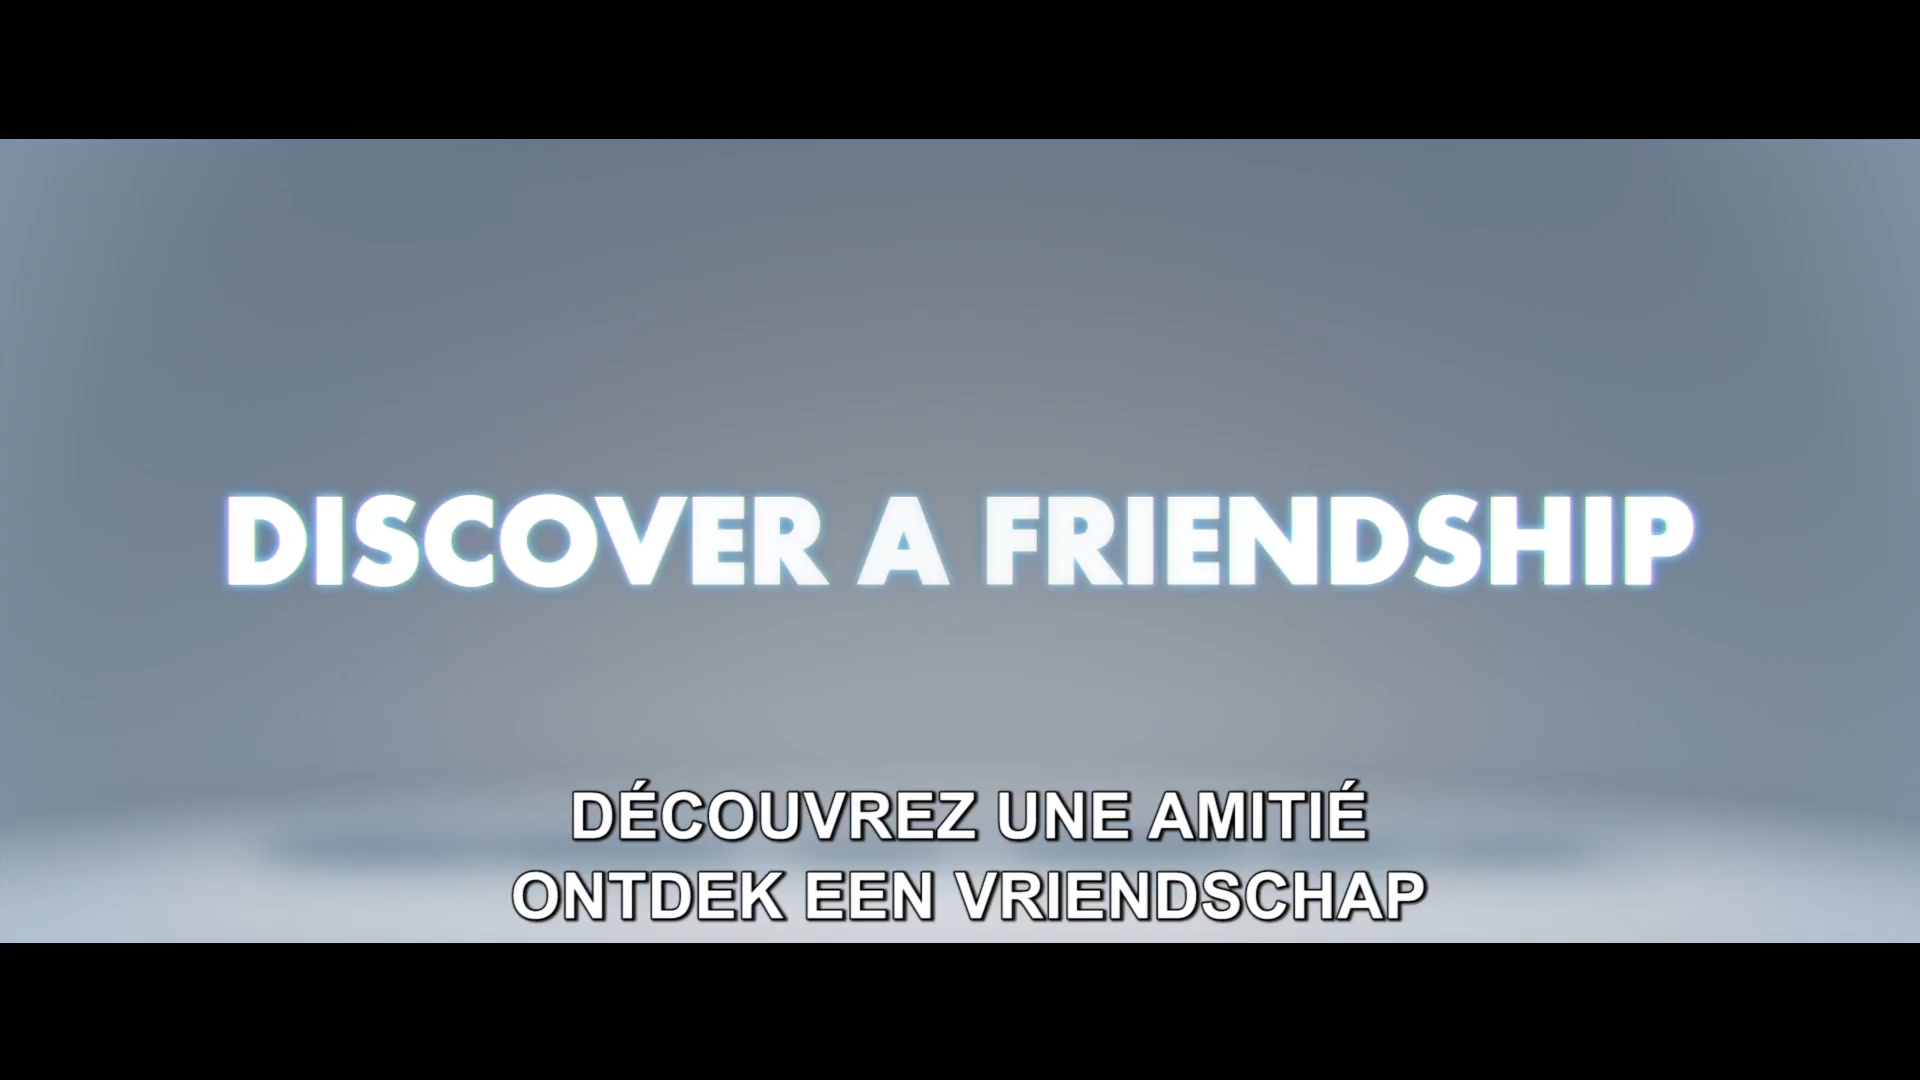 DISCOVER A FRIENDSHIP
DÉCOUVREZ UNE AMITIÉ
ONTDEK EEN VRIENDSCHAP